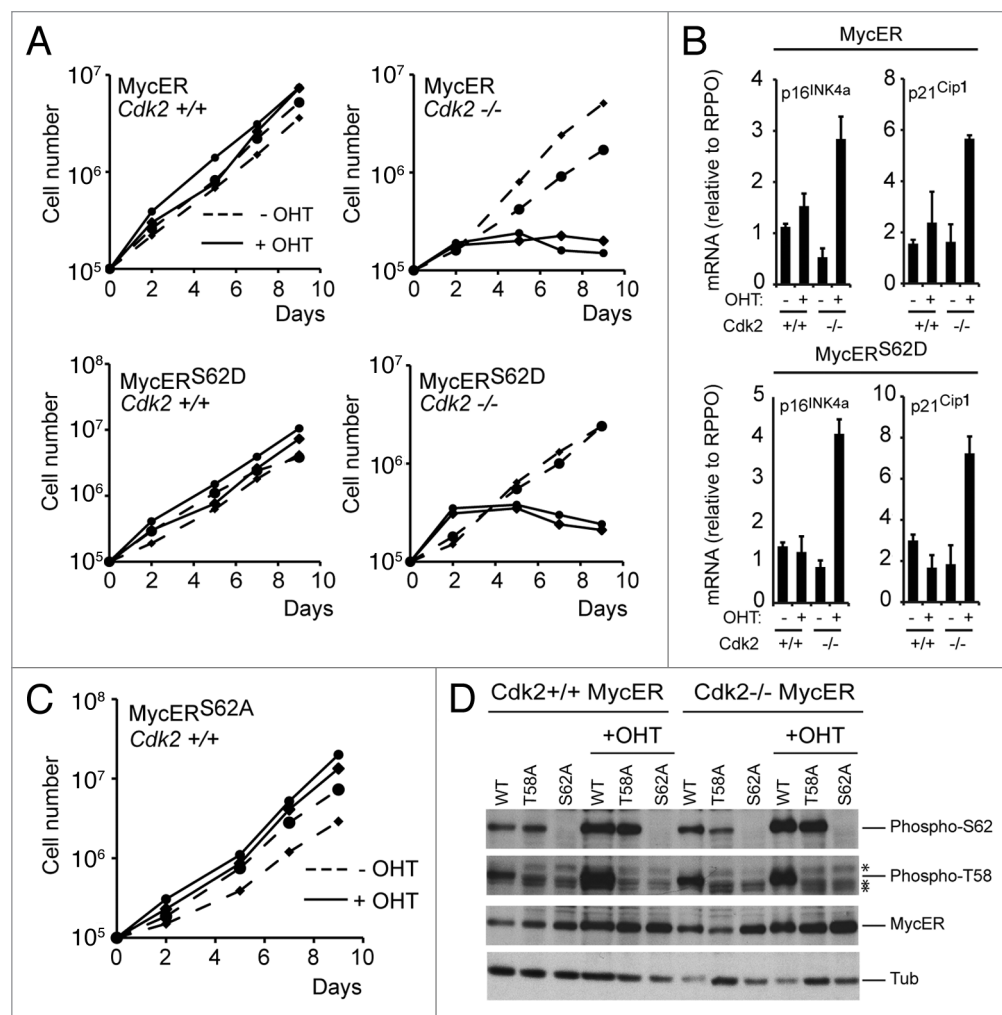 A
MycER
Cdk2 +/+
Cell number
10^7
10^6
10^5
- OHT
+ OHT
0 2 4 6 8 10
Days
MycER
Cdk2 -/-
Cell number
10^7
10^6
10^5
0 2 4 6 8 10
Days
MycER^S62D
Cdk2 +/+
Cell number
10^8
10^7
10^6
10^5
0 2 4 6 8 10
Days
MycER^S62D
Cdk2 -/-
Cell number
10^7
10^6
10^5
0 2 4 6 8 10
Days
B
MycER
mRNA (relative to RPPO)
p16^INK4a
4
3
2
1
0
p21^Cip1
8
6
4
2
0
OHT: - + - + - + - +
Cdk2 +/+ -/- +/+ -/-
MycER^S62D
mRNA (relative to RPPO)
p16^INK4a
5
4
3
2
1
0
p21^Cip1
10
8
6
4
2
0
OHT: - + - + - + - +
Cdk2 +/+ -/- +/+ -/-
C
MycER^S62A
Cdk2 +/+
Cell number
10^8
10^7
10^6
10^5
- OHT
+ OHT
0 2 4 6 8 10
Days
D
Cdk2+/+ MycER Cdk2-/- MycER
+OHT +OHT
WT T58A S62A WT T58A S62A WT T58A S62A WT T58A S62A
Phospho-S62
*
Phospho-T58
*
*
MycER
Tub